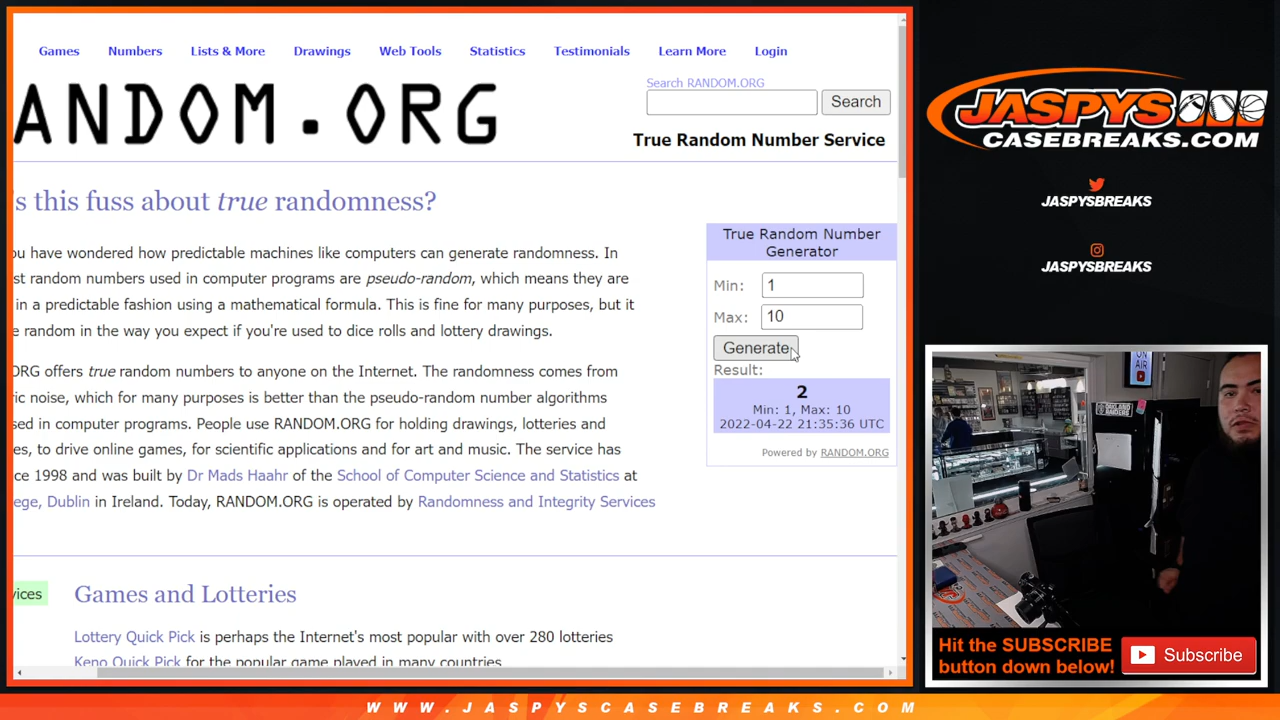 Games Numbers Lists & More Drawings Web Tools Statistics Testimonials Learn More Login
Search RANDOM.ORG
Search
ANDOM.ORG
True Random Number Service
s this fuss about true randomness?
ou have wondered how predictable machines like computers can generate randomness. In
st random numbers used in computer programs are pseudo-random, which means they are
in a predictable fashion using a mathematical formula. This is fine for many purposes, but it
e random in the way you expect if you're used to dice rolls and lottery drawings.
ORG offers true random numbers to anyone on the Internet. The randomness comes from
ric noise, which for many purposes is better than the pseudo-random number algorithms
sed in computer programs. People use RANDOM.ORG for holding drawings, lotteries and
es, to drive online games, for scientific applications and for art and music. The service has
ce 1998 and was built by Dr Mads Haahr of the School of Computer Science and Statistics at
ege, Dublin in Ireland. Today, RANDOM.ORG is operated by Randomness and Integrity Services
True Random Number
Generator
Min: 1
Max: 10
Generate
Result:
2
Min: 1, Max: 10
2022-04-22 21:35:36 UTC
Powered by RANDOM.ORG
vices
Games and Lotteries
Lottery Quick Pick is perhaps the Internet's most popular with over 280 lotteries
Keno Quick Pick for the popular game played in many countries
JASPYS
CASEBREAKS.COM
JASPYSBREAKS
JASPYSBREAKS
ON
AIR
OAKLAND
RAIDERS
Hit the SUBSCRIBE
button down below!
Subscribe
WWW.JASPYSCASEBREAKS.COM